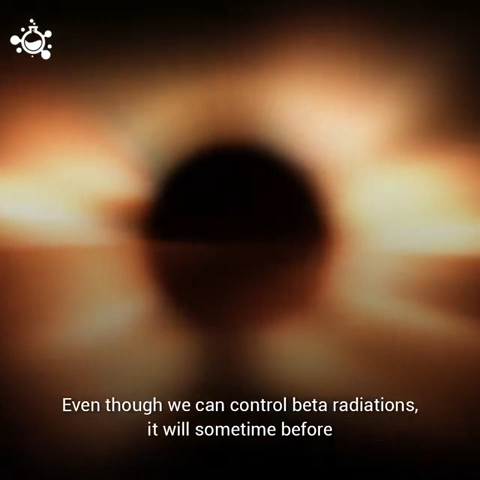 Even though we can control beta radiations,
it will sometime before